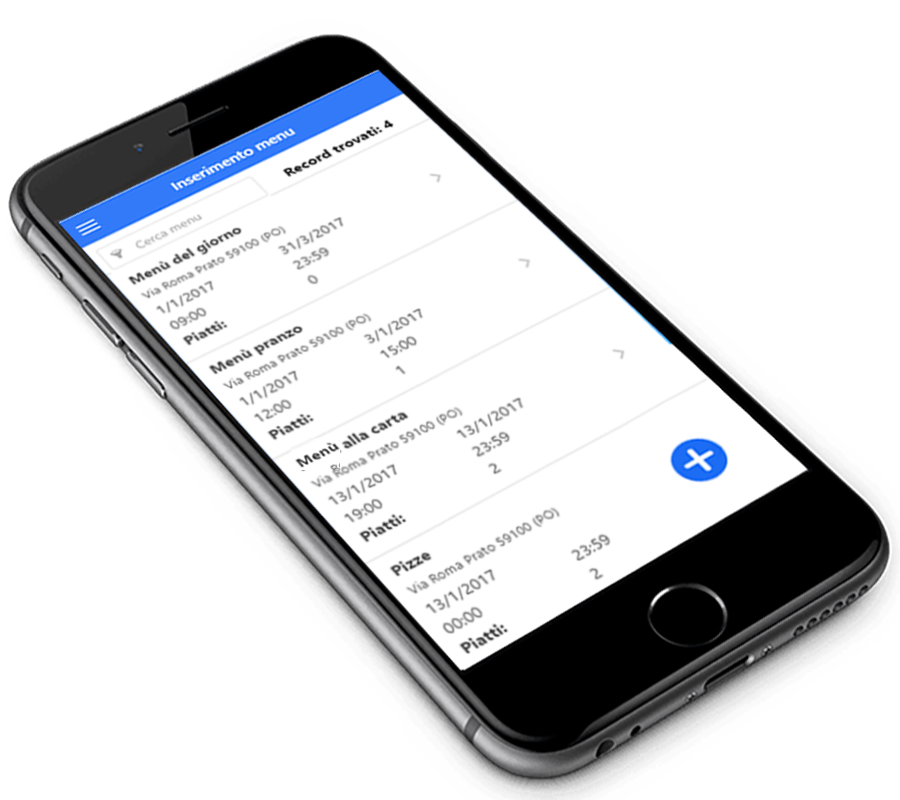 Inserimento menu
Cerca menu
Record trovati: 4
Menù del giorno
Via Roma Prato 59100 (PO)
1/1/2017 31/3/2017
09:00 23:59
Piatti: 0
Menù pranzo
Via Roma Prato 59100 (PO)
1/1/2017 3/1/2017
12:00 15:00
Piatti: 1
Menù alla carta
Via Roma Prato 59100 (PO)
13/1/2017 13/1/2017
19:00 23:59
Piatti: 2
Pizze
Via Roma Prato 59100 (PO)
13/1/2017
00:00 23:59
Piatti: 2